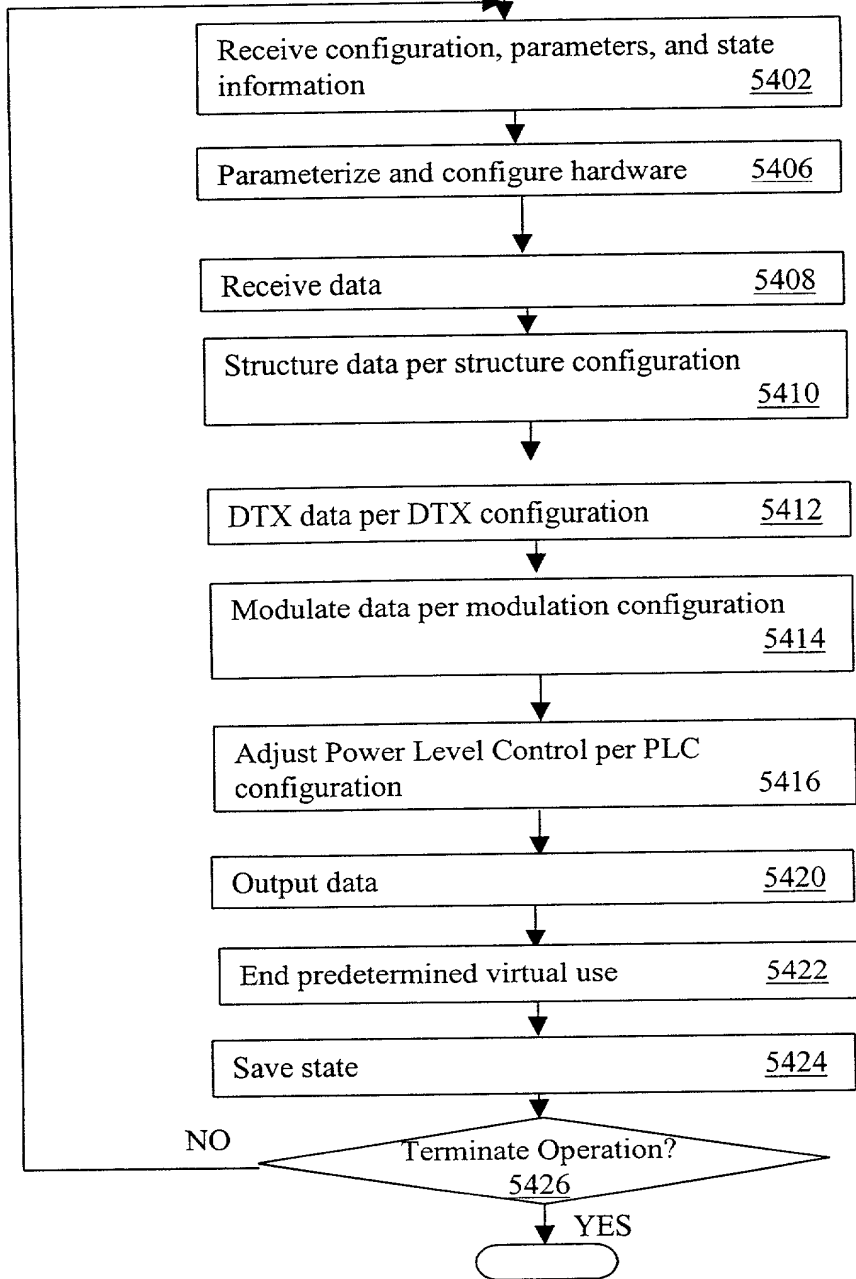 Receive configuration, parameters, and state
information 5402
Parameterize and configure hardware 5406
Receive data 5408
Structure data per structure configuration
5410
DTX data per DTX configuration 5412
Modulate data per modulation configuration
5414
Adjust Power Level Control per PLC
configuration 5416
Output data 5420
End predetermined virtual use 5422
Save state 5424
NO
Terminate Operation?
5426
YES